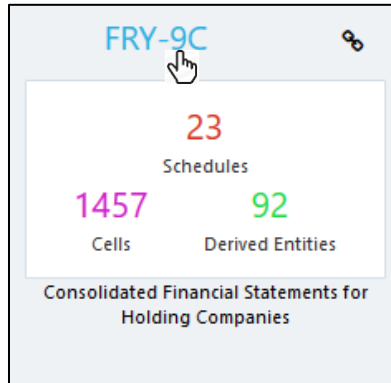 FRY-9C
23
Schedules
1457
92
Cells
Derived Entities
Consolidated Financial Statements for
Holding Companies